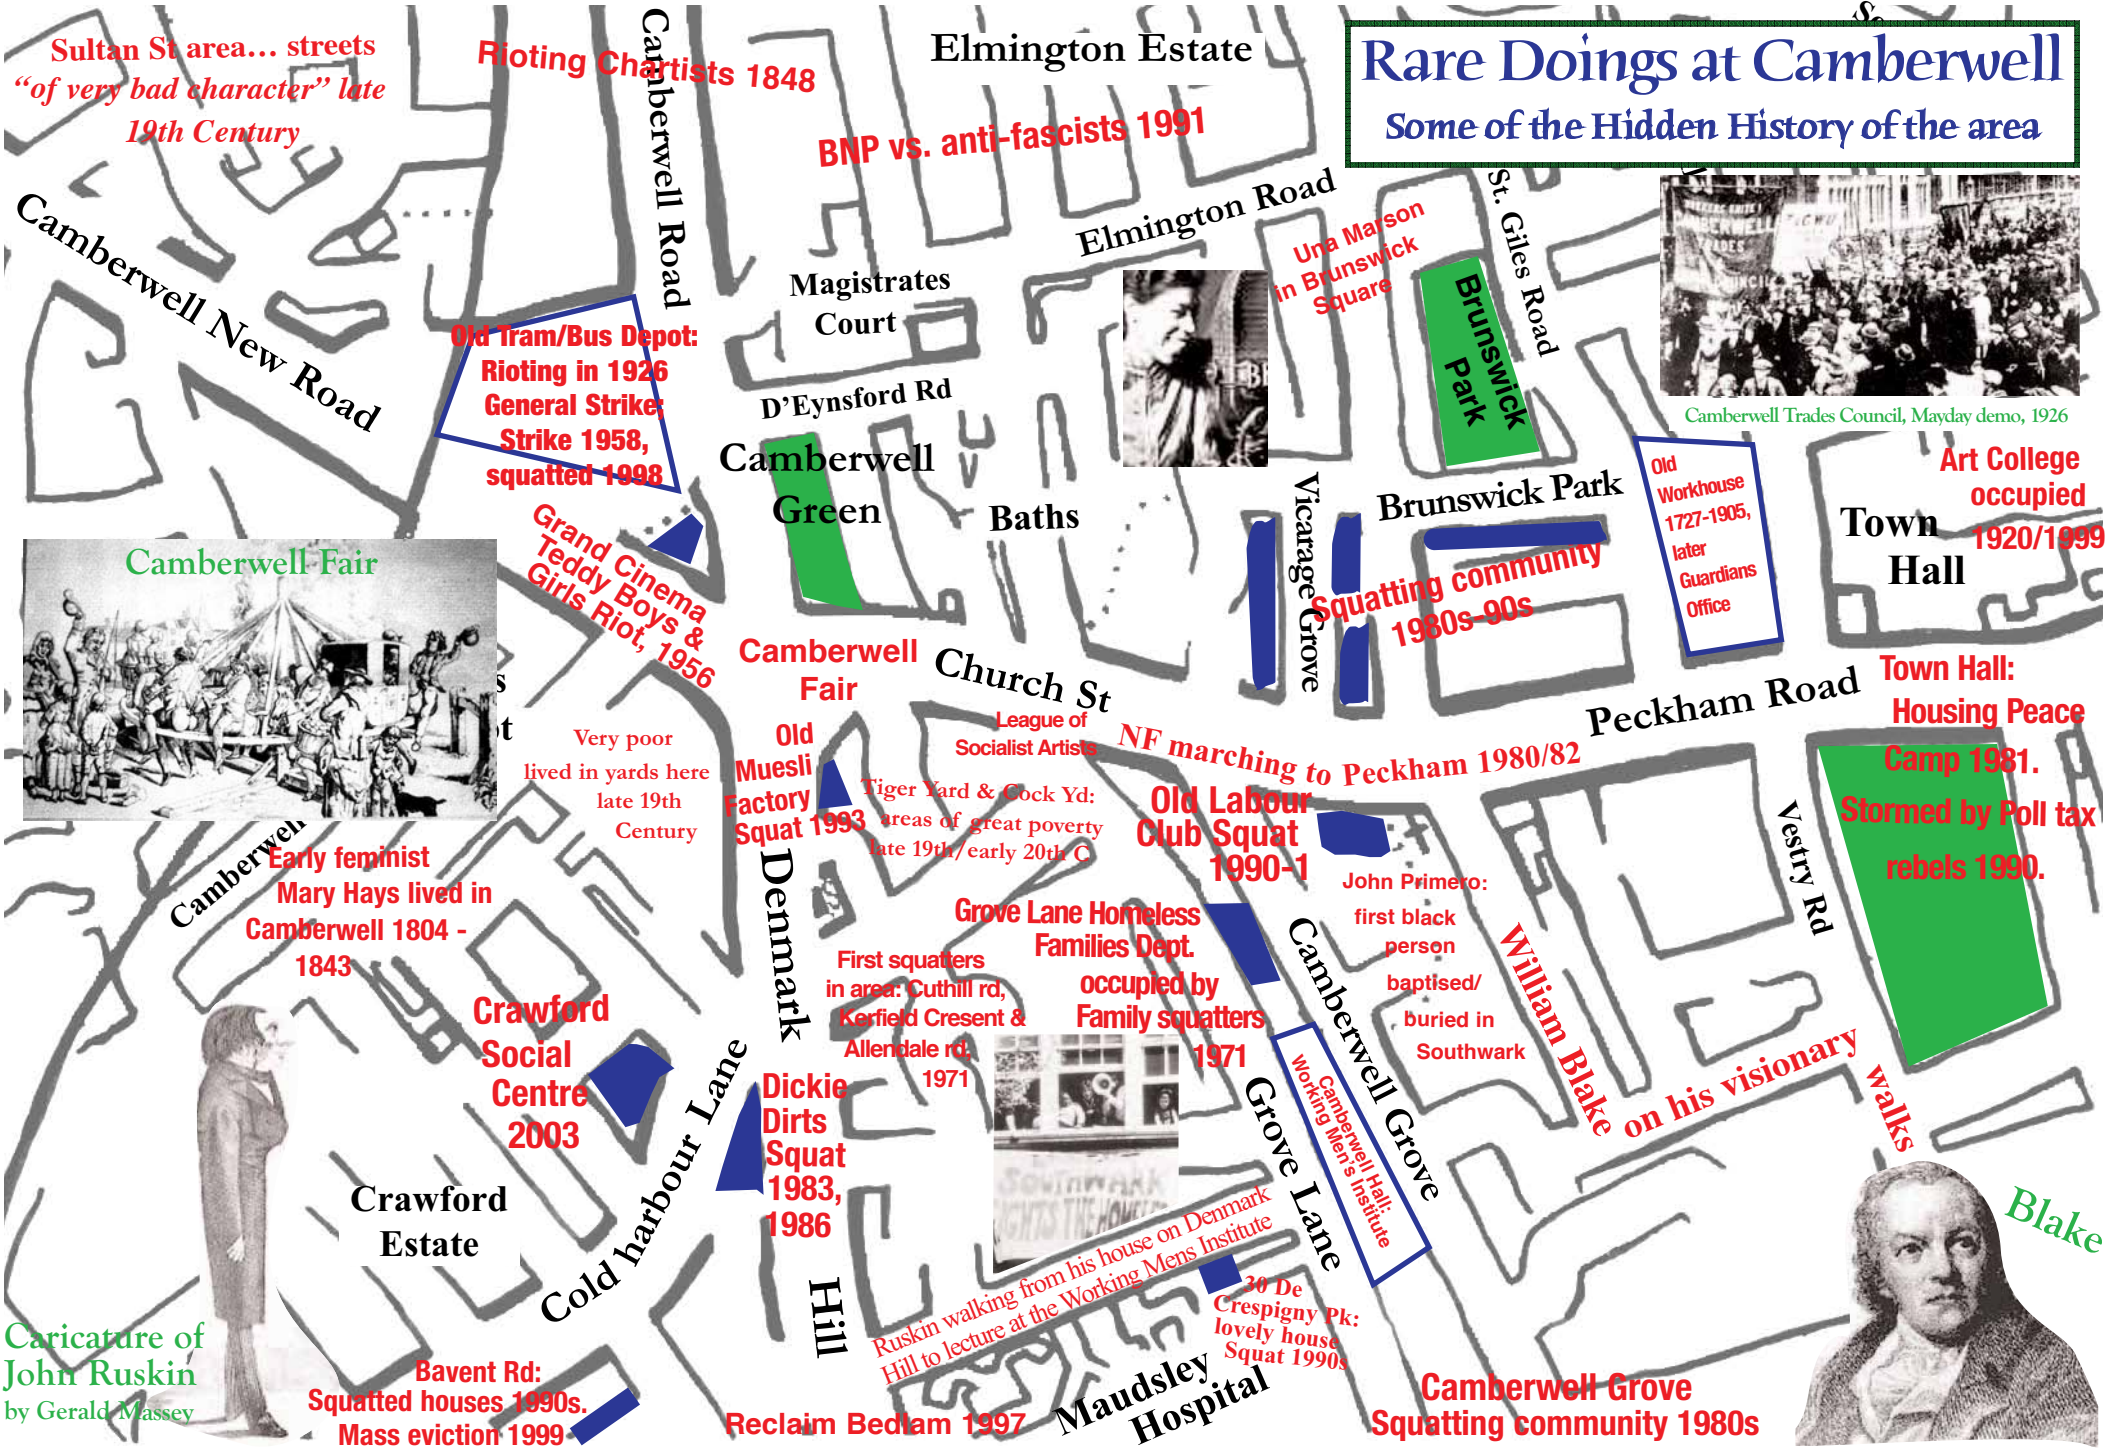 Rare Doings at Camberwell
Some of the Hidden History of the area
Sultan St area… streets
“of very bad character” late
19th Century
Rioting Chartists 1848
Camberwell Road
Elmington Estate
BNP vs. anti-fascists 1991
Elmington Road
St. Giles Road
Una Marson
in Brunswick
Square
Brunswick
Park
Camberwell Trades Council, Mayday demo, 1926
Camberwell New Road
Magistrates
Court
Old Tram/Bus Depot:
Rioting in 1926
General Strike;
Strike 1958,
squatted 1998
D’Eynsford Rd
Camberwell
Green
Baths
Vicarage Grove
Brunswick Park
Old
Workhouse
1727-1905,
later
Guardians
Office
Town
Hall
Art College
occupied
1920/1999
Camberwell Fair
Grand Cinema
Teddy Boys &
Girls Riot, 1956
Squatting community
1980s-90s
Camberwell
Fair
Church St
Peckham Road
Town Hall:
Housing Peace
Camp 1981.
Stormed by Poll tax
rebels 1990.
Very poor
lived in yards here
late 19th
Century
Old
Muesli
Factory
Squat 1993
League of
Socialist Artists
NF marching to Peckham 1980/82
Tiger Yard & Cock Yd:
areas of great poverty
late 19th/early 20th C
Old Labour
Club Squat
1990-1
Vestry Rd
Camberwell
Early feminist
Mary Hays lived in
Camberwell 1804 -
1843
Denmark
Hill
John Primero:
first black
person
baptised/
buried in
Southwark
Grove Lane Homeless
Families Dept.
occupied by
Family squatters
1971
Camberwell Grove
William Blake
on his visionary
walks
First squatters
in area: Cuthill rd,
Kerfield Cresent &
Allendale rd,
1971
Crawford
Social
Centre
2003
Cold harbour Lane
Dickie
Dirts
Squat
1983,
1986
SOUTHWARK
Grove Lane
Camberwell Hall:
Working Men’s Institute
Crawford
Estate
Ruskin walking from his house on Denmark
Hill to lecture at the Working Mens Institute
30 De
Crespigny Pk:
lovely house
Squat 1990s
Blake
Caricature of
John Ruskin
by Gerald Massey
Bavent Rd:
Squatted houses 1990s.
Mass eviction 1999
Reclaim Bedlam 1997
Maudsley
Hospital
Camberwell Grove
Squatting community 1980s